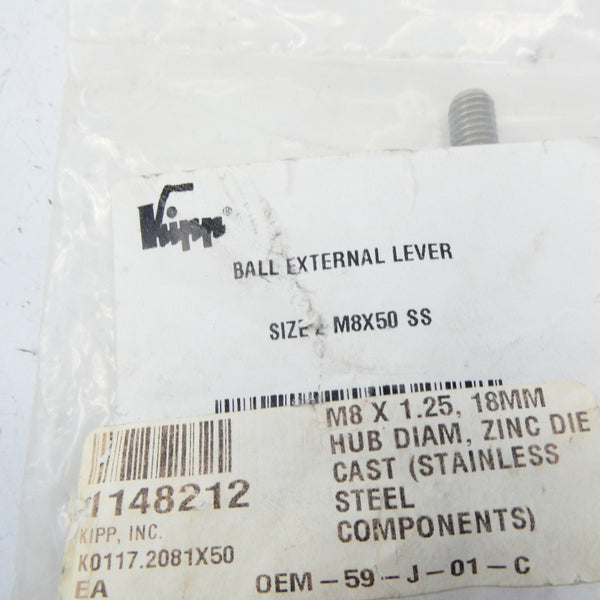 Kipp®
BALL EXTERNAL LEVER
SIZE 2 M8X50 SS
1148212
KIPP, INC.
K0117.2081X50
EA
M8 X 1.25, 18MM
HUB DIAM, ZINC DIE
CAST (STAINLESS
STEEL
COMPONENTS)
OEM-59-J-01-C